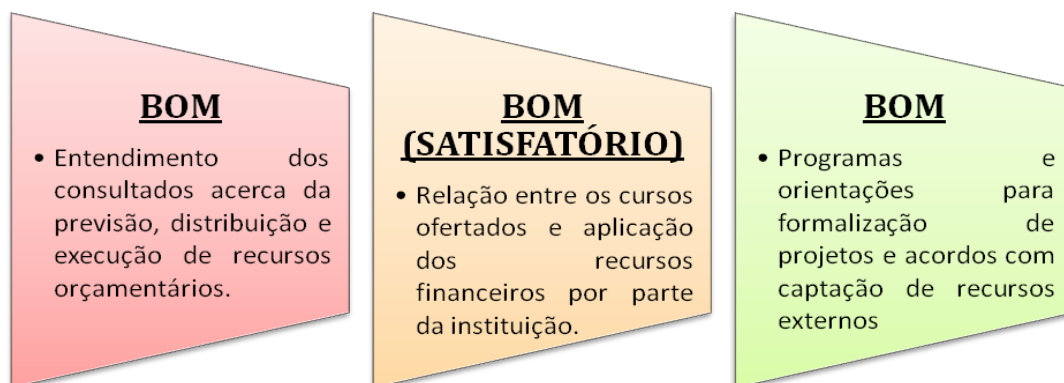 BOM
• Entendimento dos
consultados acerca da
previsão, distribuição e
execução de recursos
orçamentários.
BOM
(SATISFATÓRIO)
• Relação entre os cursos
ofertados e aplicação
dos recursos
financeiros por parte
da instituição.
BOM
• Programas e
orientações para
formalização de
projetos e acordos com
captação de recursos
externos